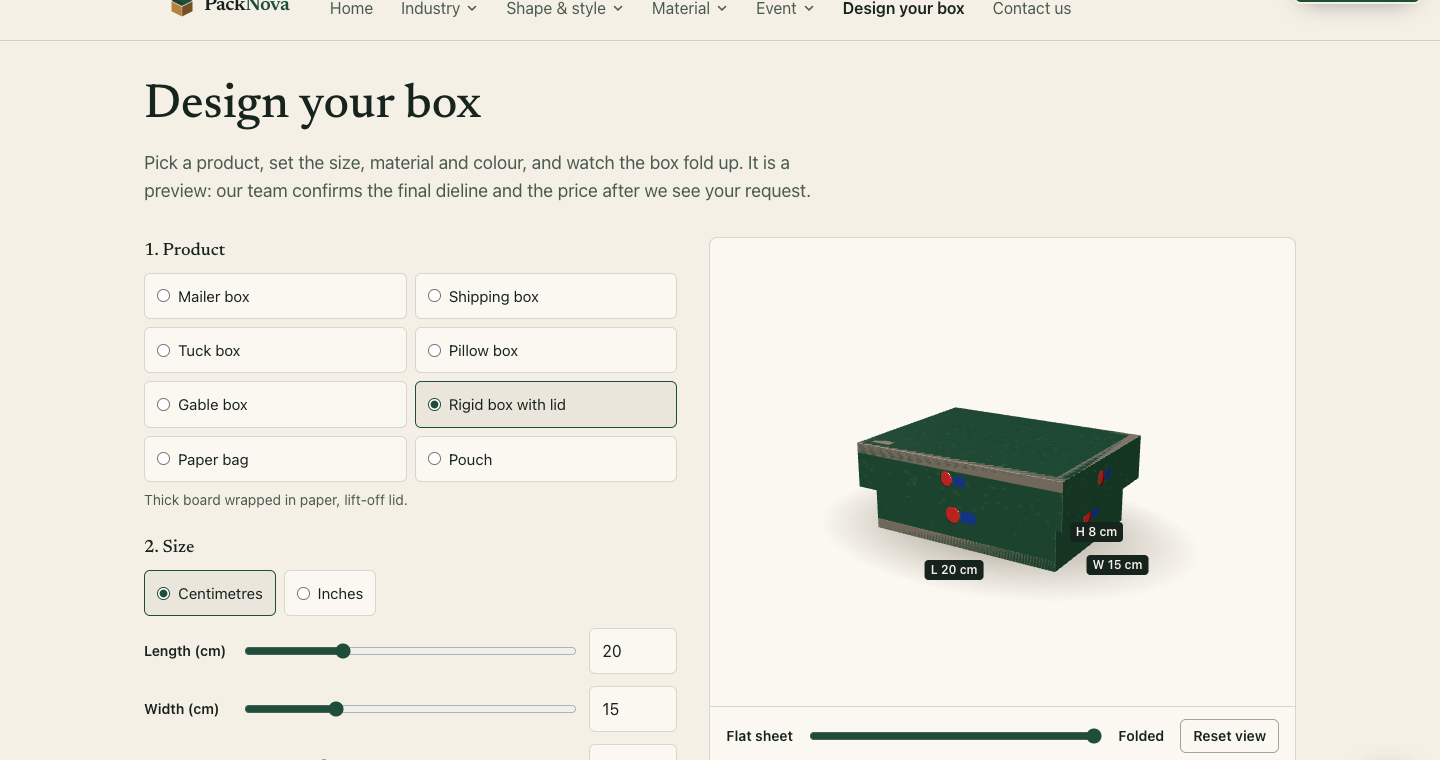 PackNova
Home
Industry
Shape & style
Material
Event
Design your box
Contact us
Design your box
Pick a product, set the size, material and colour, and watch the box fold up. It is a
preview: our team confirms the final dieline and the price after we see your request.
1. Product
Mailer box
Shipping box
Tuck box
Pillow box
Gable box
Rigid box with lid
Paper bag
Pouch
Thick board wrapped in paper, lift-off lid.
2. Size
Centimetres
Inches
Length (cm)
20
Width (cm)
15
H 8 cm
W 15 cm
L 20 cm
Flat sheet
Folded
Reset view